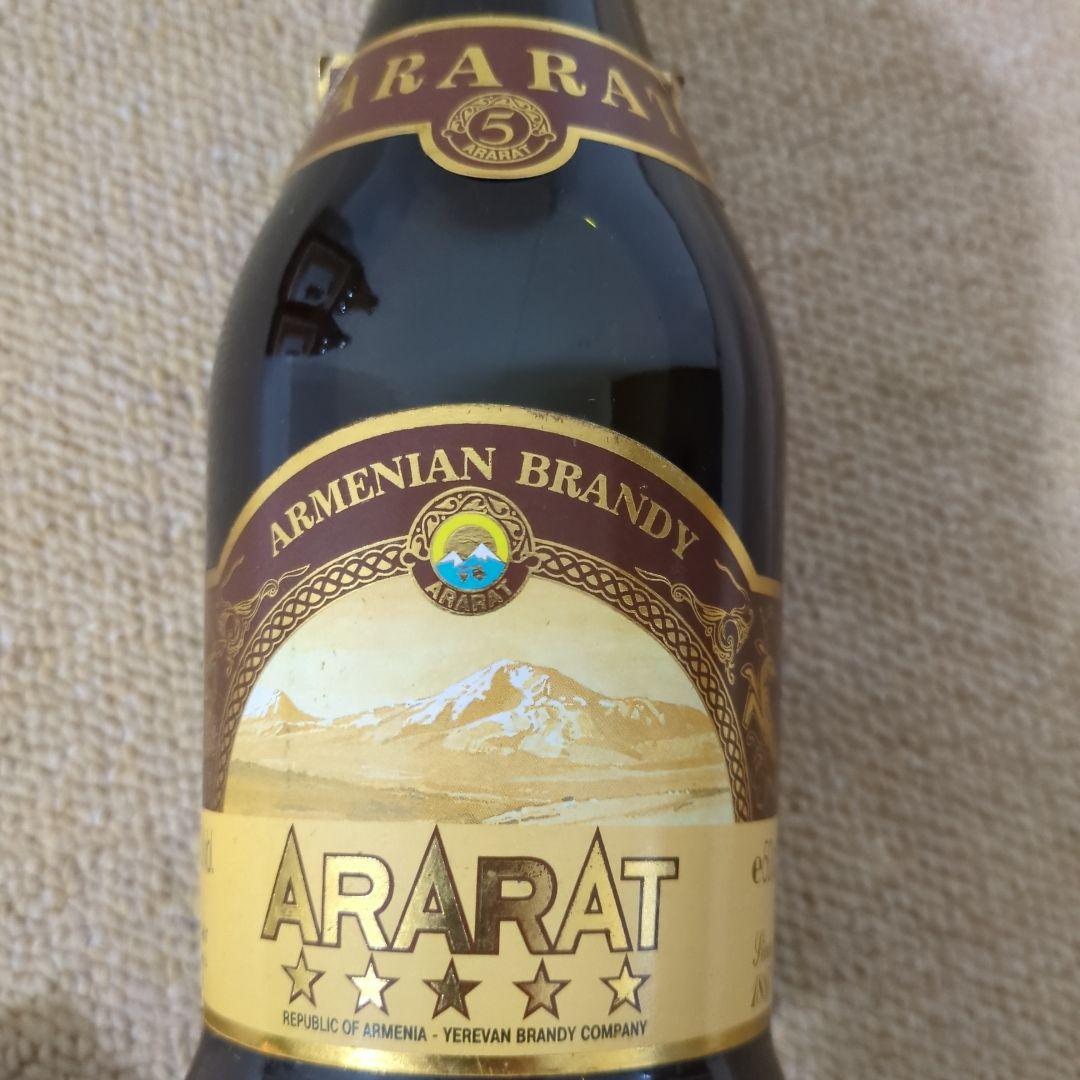 ARARAT
5
ARARAT
ARMENIAN BRANDY
ARARAT
ARARAT
REPUBLIC OF ARMENIA - YEREVAN BRANDY COMPANY